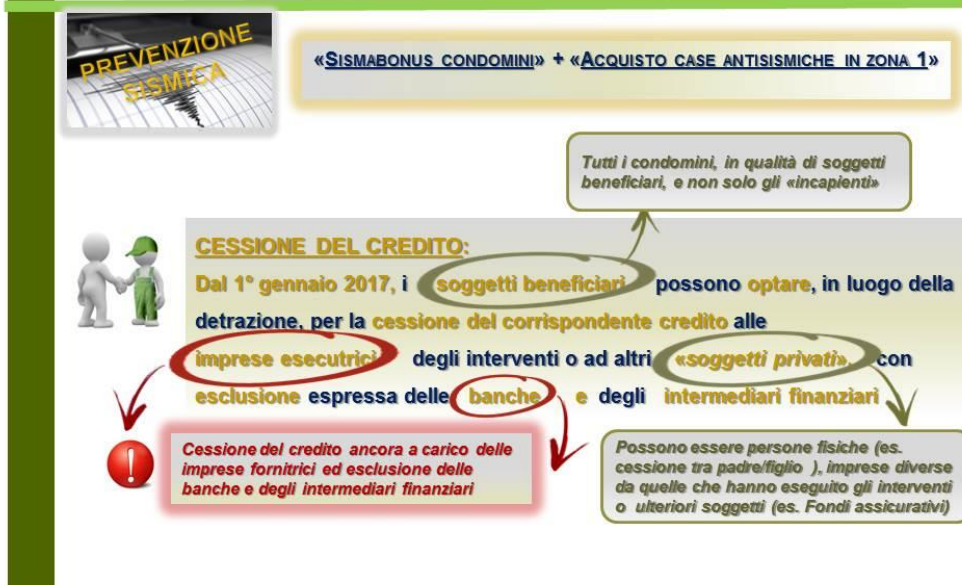 PREVENZIONE
SISMICA
«SISMABONUS CONDOMINI» + «ACQUISTO CASE ANTISISMICHE IN ZONA 1»
Tutti i condomini, in qualità di soggetti
beneficiari, e non solo gli «incapienti»
CESSIONE DEL CREDITO:
Dal 1° gennaio 2017, i soggetti beneficiari possono optare, in luogo della
detrazione, per la cessione del corrispondente credito alle
imprese esecutrici degli interventi o ad altri «soggetti privati», con
esclusione espressa delle banche e degli intermediari finanziari
Cessione del credito ancora a carico delle
imprese fornitrici ed esclusione delle
banche e degli intermediari finanziari
Possono essere persone fisiche (es.
cessione tra padre/figlio ), imprese diverse
da quelle che hanno eseguito gli interventi
o ulteriori soggetti (es. Fondi assicurativi)